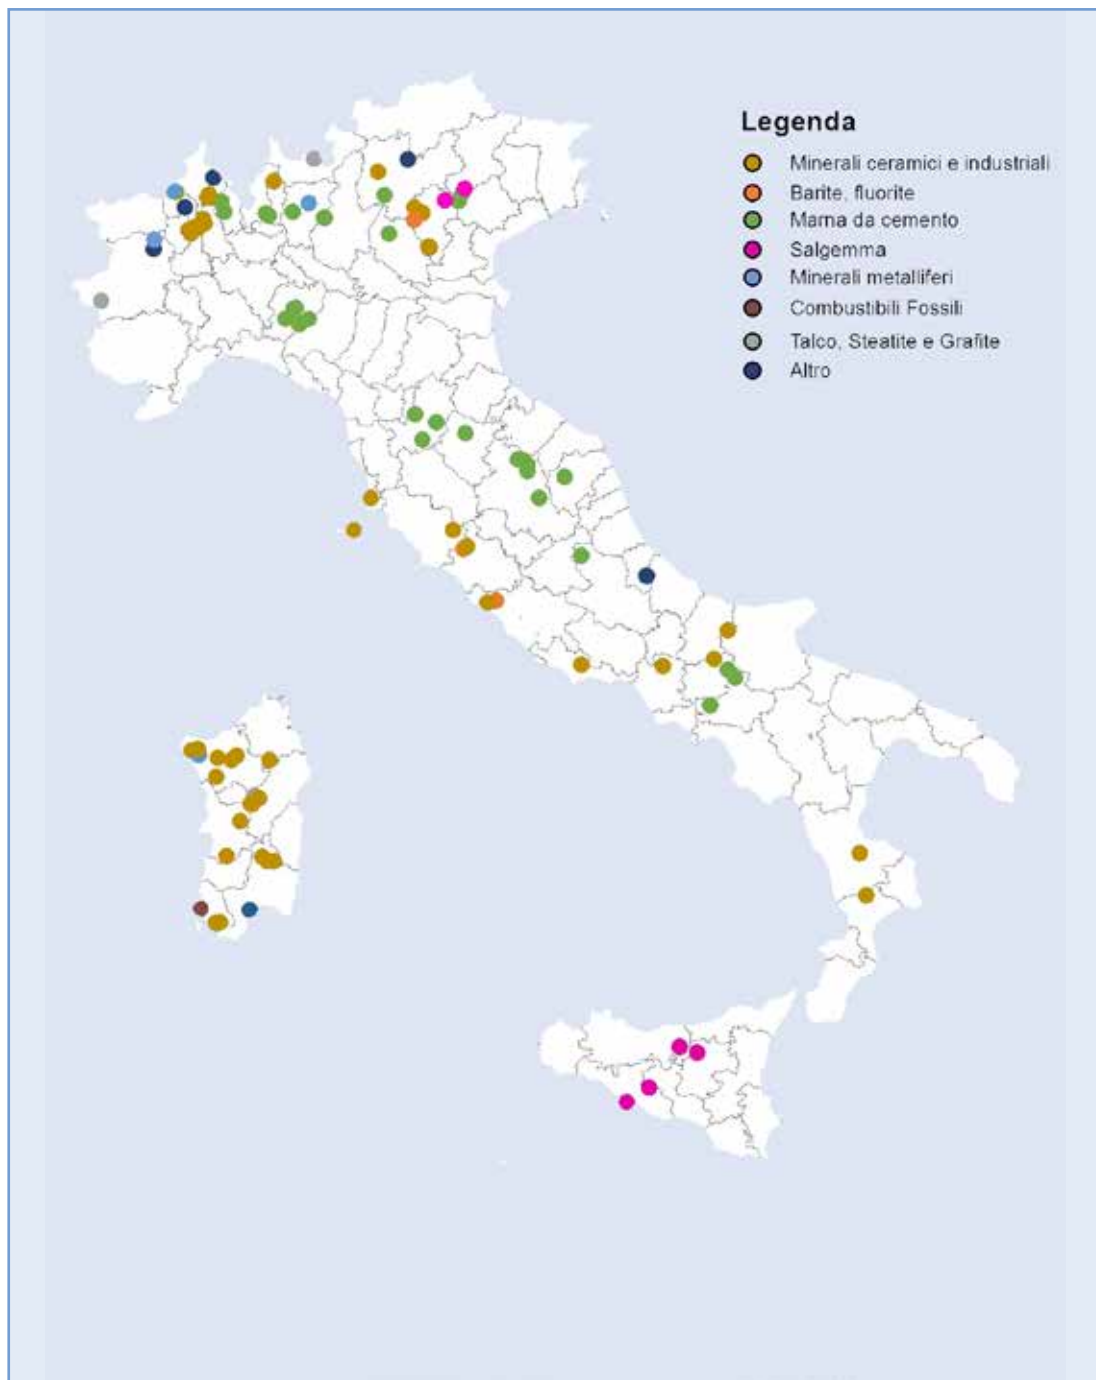 Legenda
Minerali ceramici e industriali
Barite, fluorite
Marna da cemento
Salgemma
Minerali metalliferi
Combustibili Fossili
Talco, Steatite e Grafite
Altro